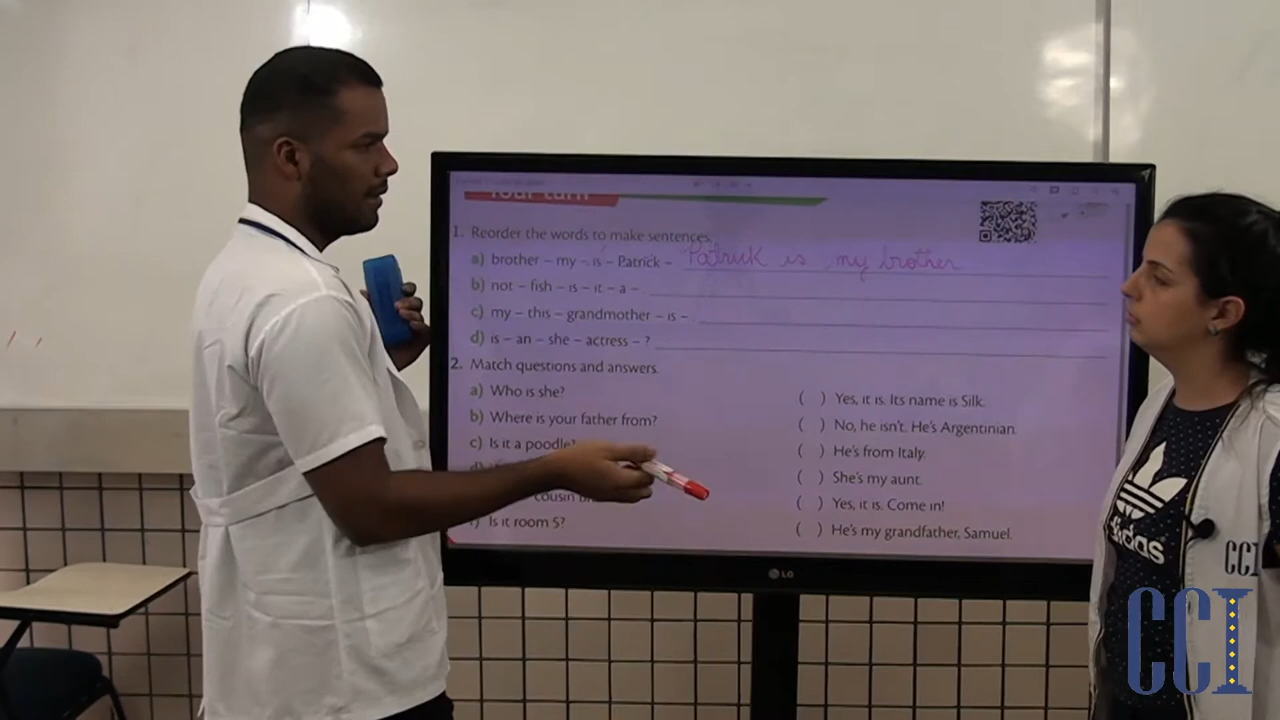 Your turn
1. Reorder the words to make sentences.
a) brother – my – is – Patrick – Patrick is my brother
b) not – fish – is – it – a –
c) my – this – grandmother – is –
d) is – an – she – actress – ?
2. Match questions and answers.
a) Who is she?
( ) Yes, it is. Its name is Silk.
b) Where is your father from?
( ) No, he isn't. He's Argentinian.
c) Is it a poodle?
( ) He's from Italy.
d)
( ) She's my aunt.
cousin
( ) Yes, it is. Come in!
Is it room 5?
( ) He's my grandfather, Samuel.
LG
adidas
CCI
CCI